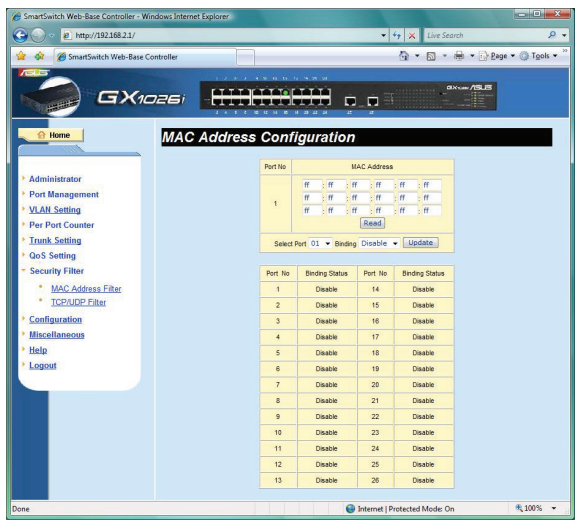 SmartSwitch Web-Base Controller - Windows Internet Explorer
http://192.168.2.1/
Live Search
SmartSwitch Web-Base Controller
Page
Tools
ASUS
GX1026i
Home
MAC Address Configuration
Administrator
Port Management
VLAN Setting
Per Port Counter
Trunk Setting
QoS Setting
Security Filter
MAC Address Filter
TCP/UDP Filter
Configuration
Miscellaneous
Help
Logout
Port No MAC Address
1
ff : ff : ff : ff : ff : ff
ff : ff : ff : ff : ff : ff
ff : ff : ff : ff : ff : ff
Read
Select Port 01 Binding Disable Update
Port No Binding Status Port No Binding Status
1 Disable 14 Disable
2 Disable 15 Disable
3 Disable 16 Disable
4 Disable 17 Disable
5 Disable 18 Disable
6 Disable 19 Disable
7 Disable 20 Disable
8 Disable 21 Disable
9 Disable 22 Disable
10 Disable 23 Disable
11 Disable 24 Disable
12 Disable 25 Disable
13 Disable 26 Disable
Done
Internet | Protected Mode: On
100%